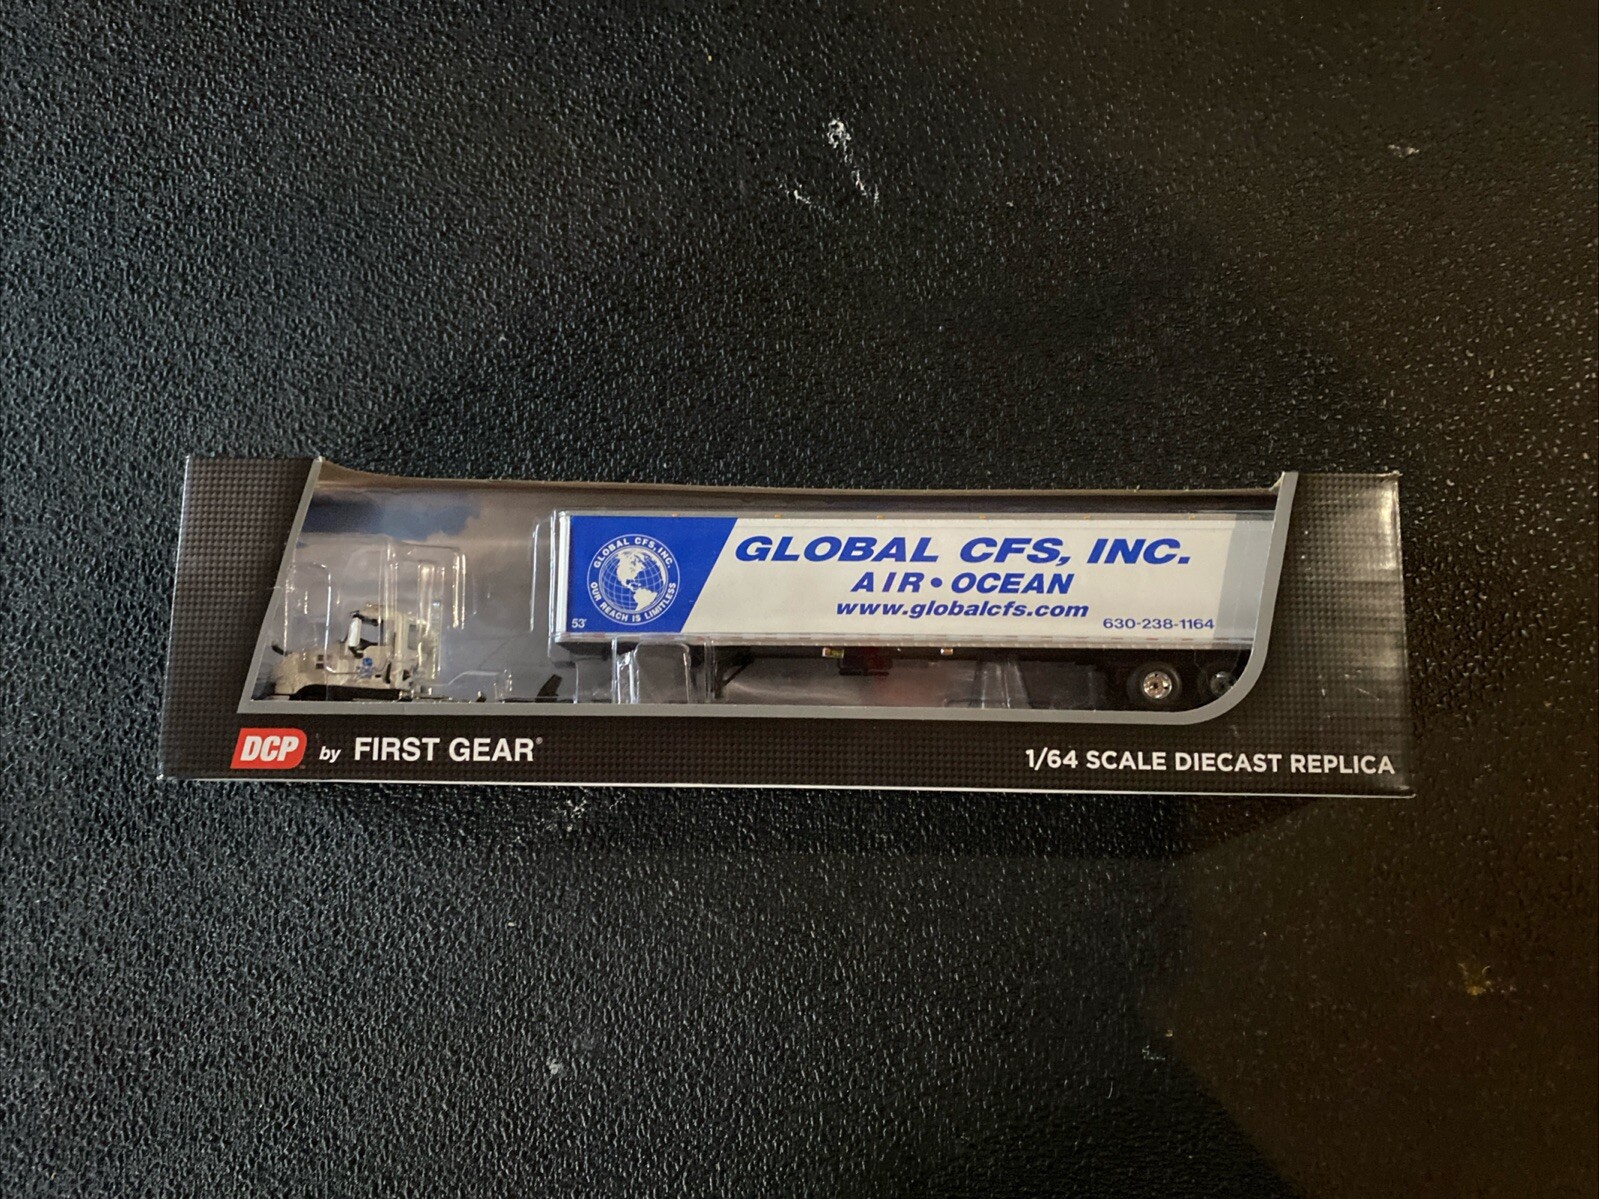 GLOBAL CFS, INC.
OUR REACH IS LIMITLESS
53'
GLOBAL CFS, INC.
AIR • OCEAN
www.globalcfs.com
630-238-1164
DCP by FIRST GEAR®
1/64 SCALE DIECAST REPLICA